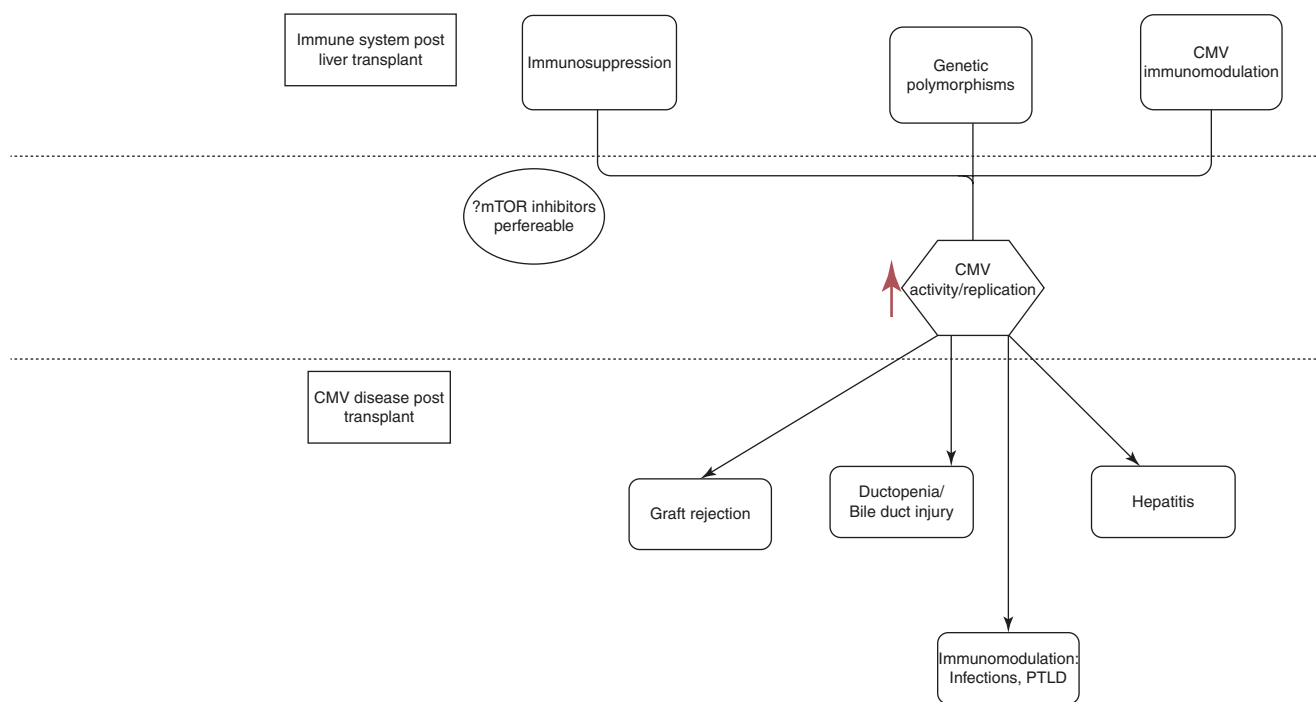 Immune system post
liver transplant
Immunosuppression
Genetic
polymorphisms
CMV
immunomodulation
?mTOR inhibitors
perfereable
CMV
activity/replication
CMV disease post
transplant
Graft rejection
Ductopenia/
Bile duct injury
Hepatitis
Immunomodulation:
Infections, PTLD